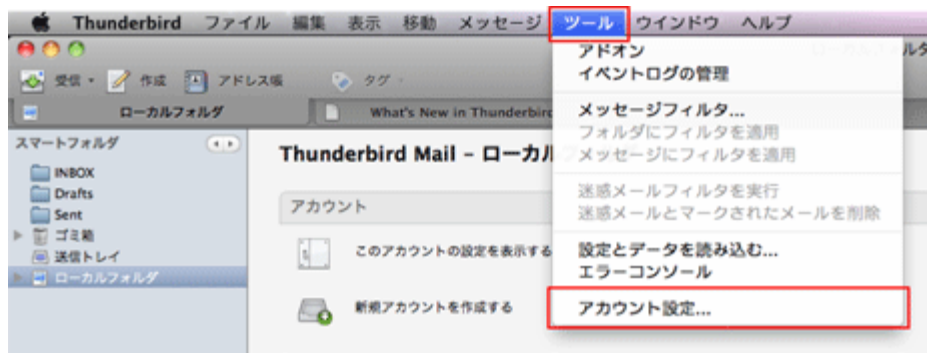 Thunderbird ファイル 編集 表示 移動 メッセージ ツール ウインドウ ヘルプ
受信 作成 アドレス帳 タグ
ローカルフォルダ What's New in Thunderbird
スマートフォルダ
INBOX
Drafts
Sent
ゴミ箱
送信トレイ
ローカルフォルダ
Thunderbird Mail – ローカル
アカウント
このアカウントの設定を表示する
新規アカウントを作成する
アドオン
イベントログの管理
メッセージフィルタ...
フォルダにフィルタを適用
メッセージにフィルタを適用
迷惑メールフィルタを実行
迷惑メールとマークされたメールを削除
設定とデータを読み込む...
エラーコンソール
アカウント設定...